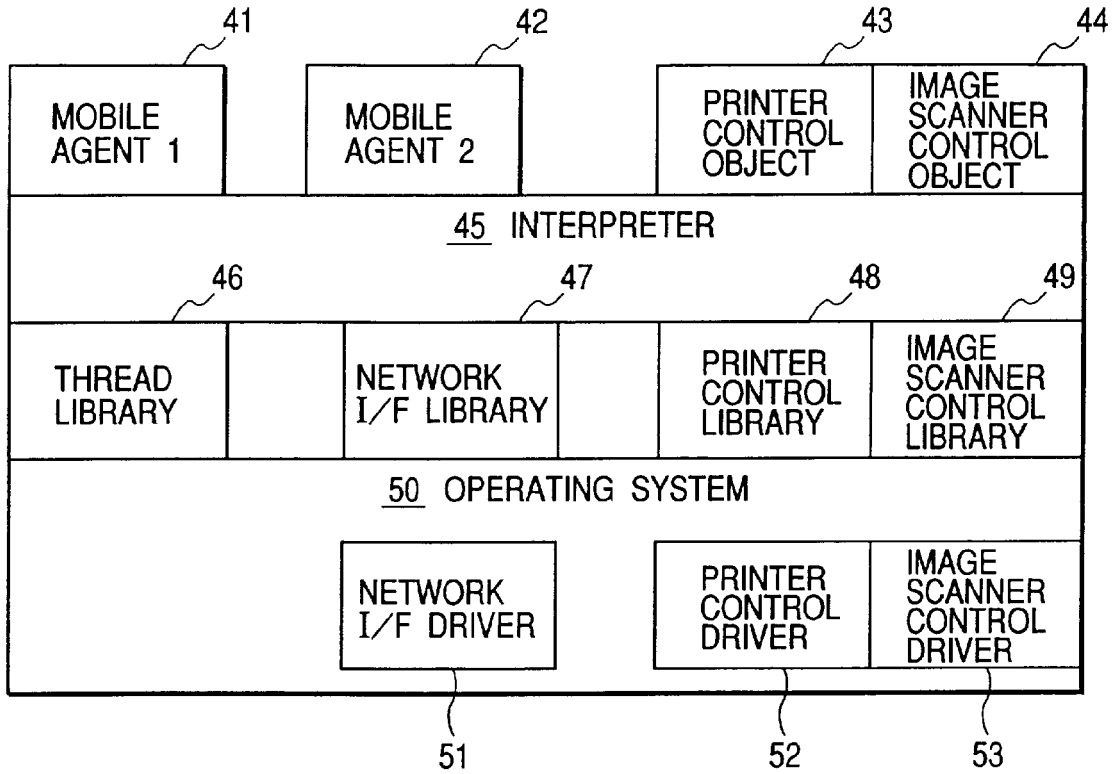 41
42
43
44
MOBILE
AGENT 1
MOBILE
AGENT 2
PRINTER
CONTROL
OBJECT
IMAGE
SCANNER
CONTROL
OBJECT
45 INTERPRETER
46
47
48
49
THREAD
LIBRARY
NETWORK
I/F LIBRARY
PRINTER
CONTROL
LIBRARY
IMAGE
SCANNER
CONTROL
LIBRARY
50 OPERATING SYSTEM
NETWORK
I/F DRIVER
PRINTER
CONTROL
DRIVER
IMAGE
SCANNER
CONTROL
DRIVER
51
52
53